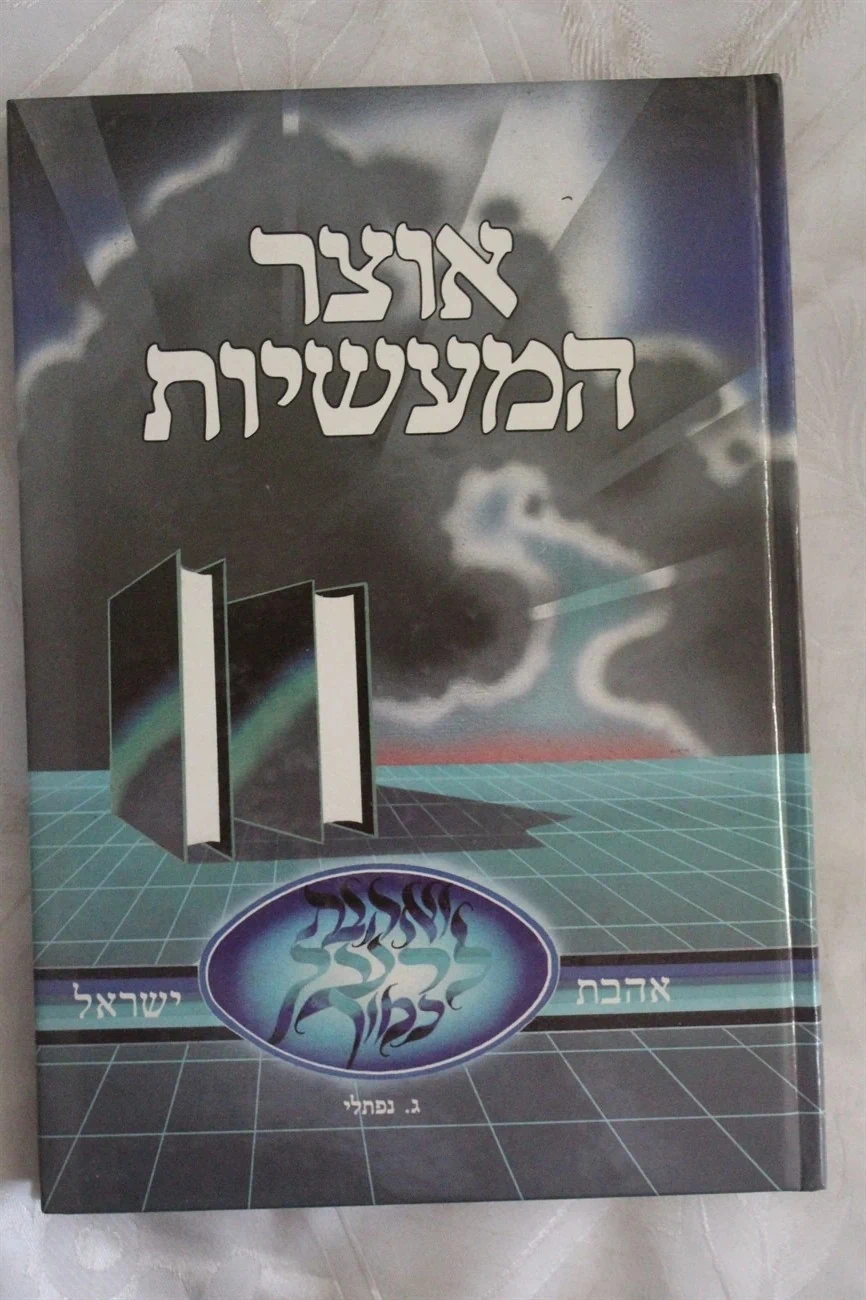 אוצר
המעשיות
ואהבת
לרעך
כמוך
אהבת ישראל
ג. נפתלי